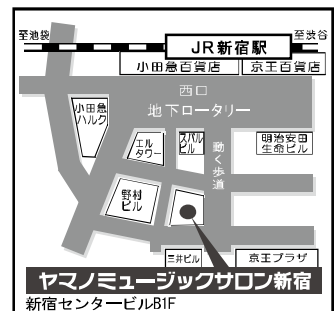 至池袋
JR新宿駅
至渋谷
小田急百貨店
京王百貨店
西口
地下ロータリー
小田急
ハルク
エル
タワー
スバル
ビル
動く歩道
明治安田
生命ビル
野村
ビル
三井ビル
京王プラザ
ヤマノミュージックサロン新宿
新宿センタービルB1F